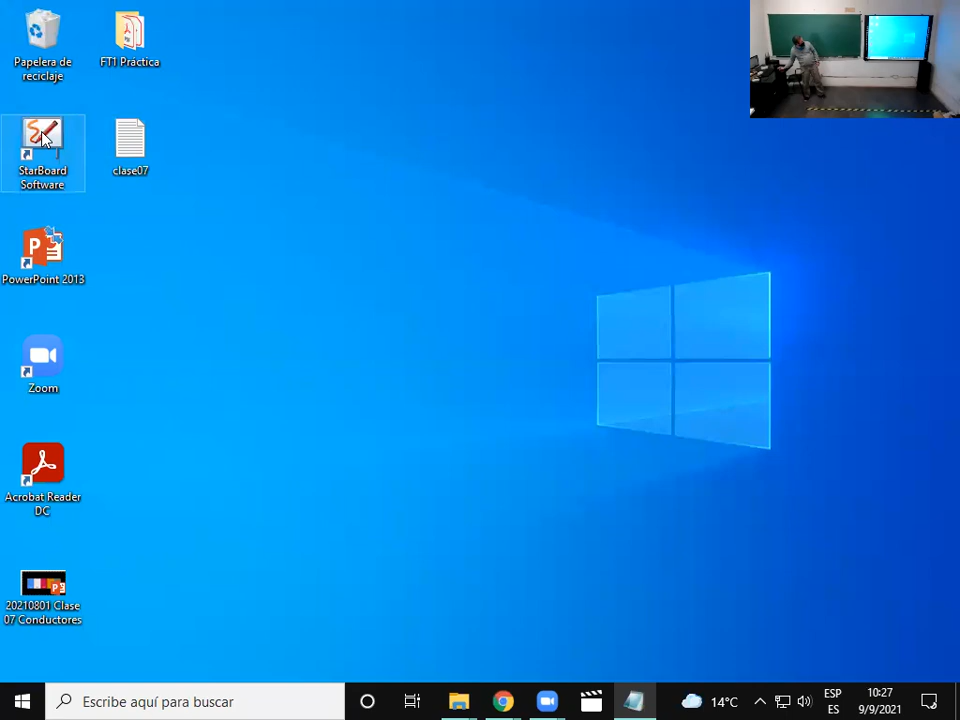 Papelera de
reciclaje
FT1 Práctica
StarBoard
Software
clase07
PowerPoint 2013
Zoom
Acrobat Reader
DC
20210801 Clase
07 Conductores
Escribe aquí para buscar
14°C
ESP
ES
10:27
9/9/2021